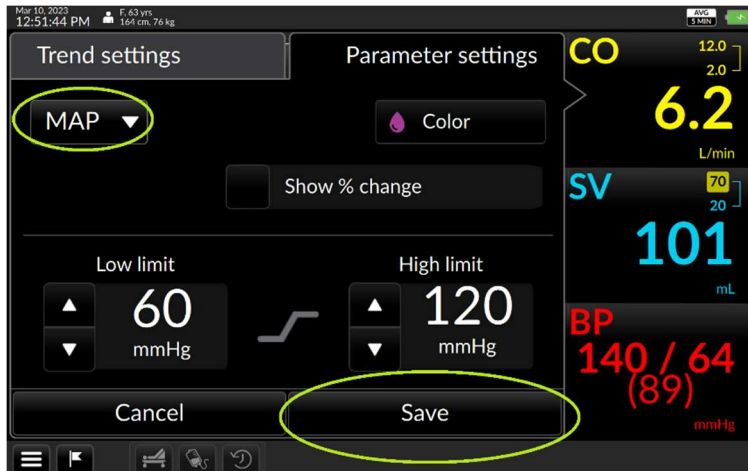 Mar 10, 2023
12:51:44 PM
F, 63 yrs
164 cm, 76 kg
AVG
5 MIN
Trend settings
Parameter settings
MAP
Color
Show % change
Low limit
High limit
60
120
mmHg
mmHg
Cancel
Save
CO
12.0
2.0
6.2
L/min
SV
70
20
101
mL
BP
140 / 64
(89)
mmHg